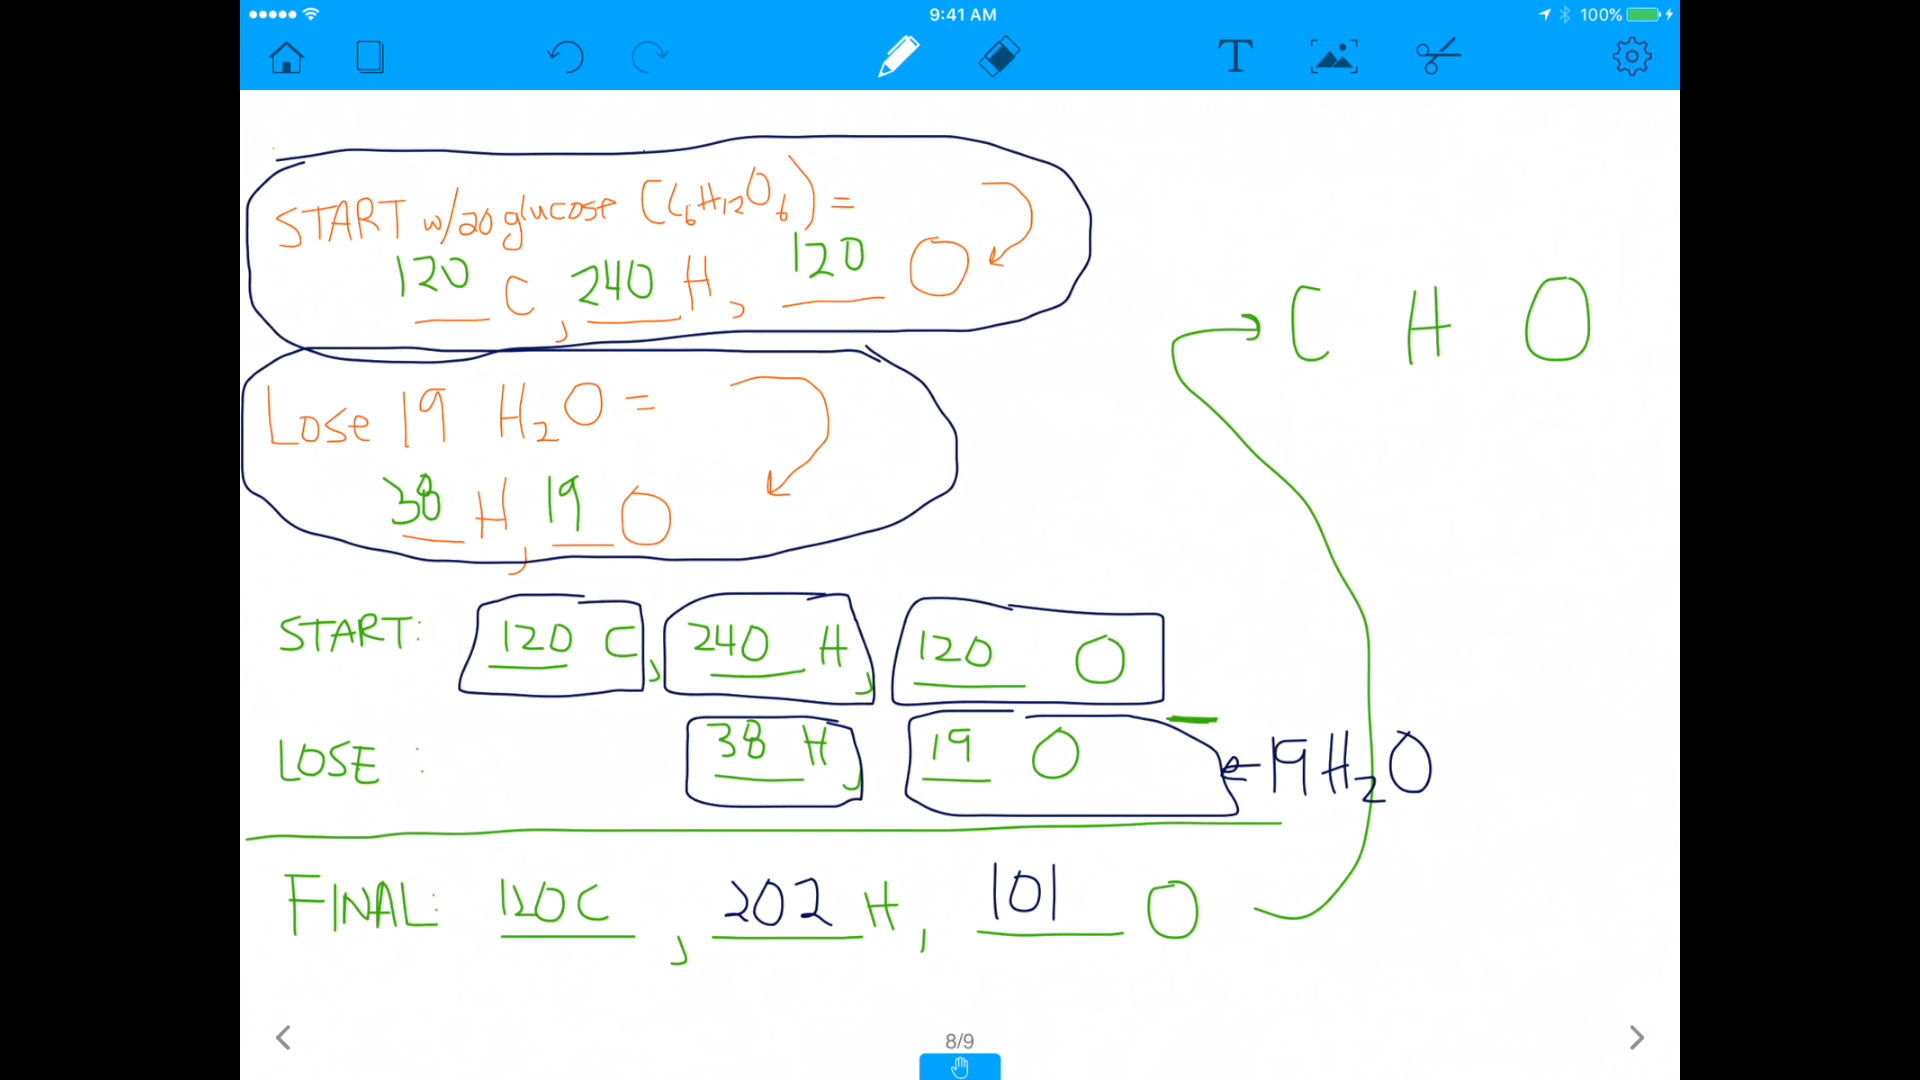 9:41 AM
100%
T
START w/20 glucose (C6H12O6) =
120 C, 240 H, 120 O
C H O
Lose 19 H2O =
38 H, 19 O
START: 120 C, 240 H, 120 O
LOSE : 38 H, 19 O ← 19 H2O
FINAL: 120 C, 202 H, 101 O
8/9